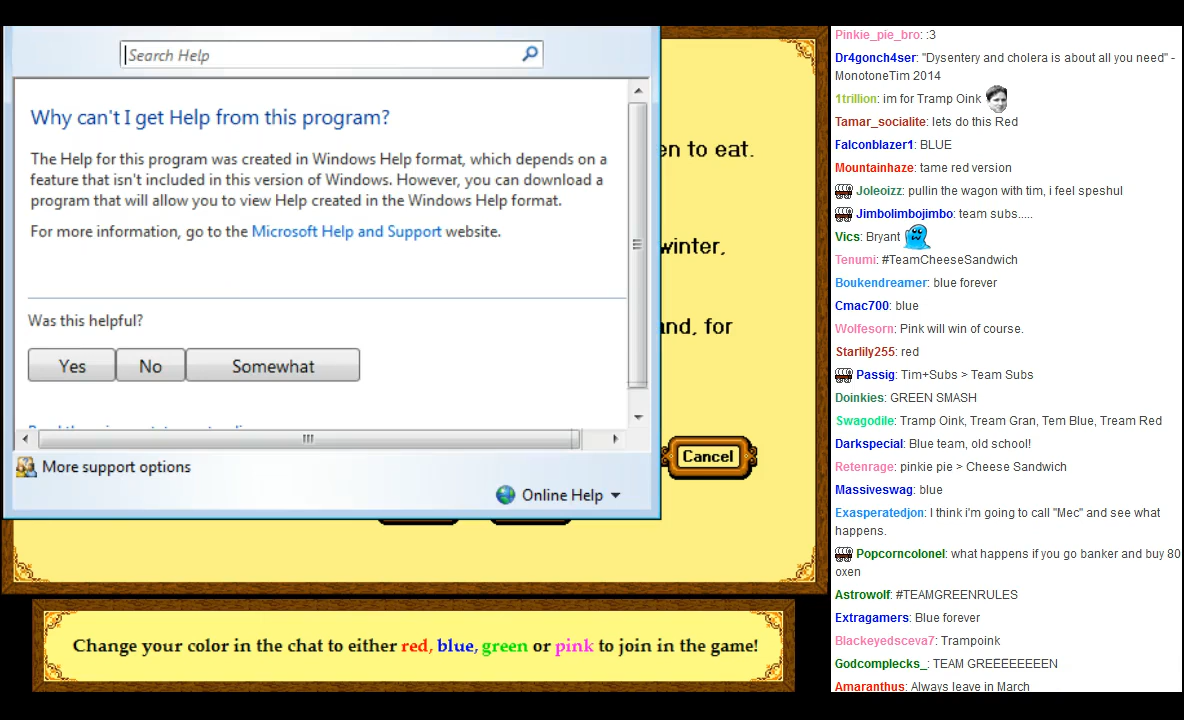 Search Help
Why can't I get Help from this program?
The Help for this program was created in Windows Help format, which depends on a
feature that isn't included in this version of Windows. However, you can download a
program that will allow you to view Help created in the Windows Help format.
For more information, go to the Microsoft Help and Support website.
Was this helpful?
Yes
No
Somewhat
More support options
Online Help
en to eat.
winter,
and, for
Cancel
Change your color in the chat to either red, blue, green or pink to join in the game!
Pinkie_pie_bro: :3
Dr4gonch4ser: "Dysentery and cholera is about all you need" -
MonotoneTim 2014
1trillion: im for Tramp Oink
Tamar_socialite: lets do this Red
Falconblazer1: BLUE
Mountainhaze: tame red version
Joleoizz: pullin the wagon with tim, i feel speshul
Jimbolimbojimbo: team subs.....
Vics: Bryant
Tenumi: #TeamCheeseSandwich
Boukendreamer: blue forever
Cmac700: blue
Wolfesorn: Pink will win of course.
Starlily255: red
Passig: Tim+Subs > Team Subs
Doinkies: GREEN SMASH
Swagodile: Tramp Oink, Tream Gran, Tem Blue, Tream Red
Darkspecial: Blue team, old school!
Retenrage: pinkie pie > Cheese Sandwich
Massiveswag: blue
Exasperatedjon: I think i'm going to call "Mec" and see what
happens.
Popcorncolonel: what happens if you go banker and buy 80
oxen
Astrowolf: #TEAMGREENRULES
Extragamers: Blue forever
Blackeyedsceva7: Trampoink
Godcomplecks_: TEAM GREEEEEEEEN
Amaranthus: Always leave in March